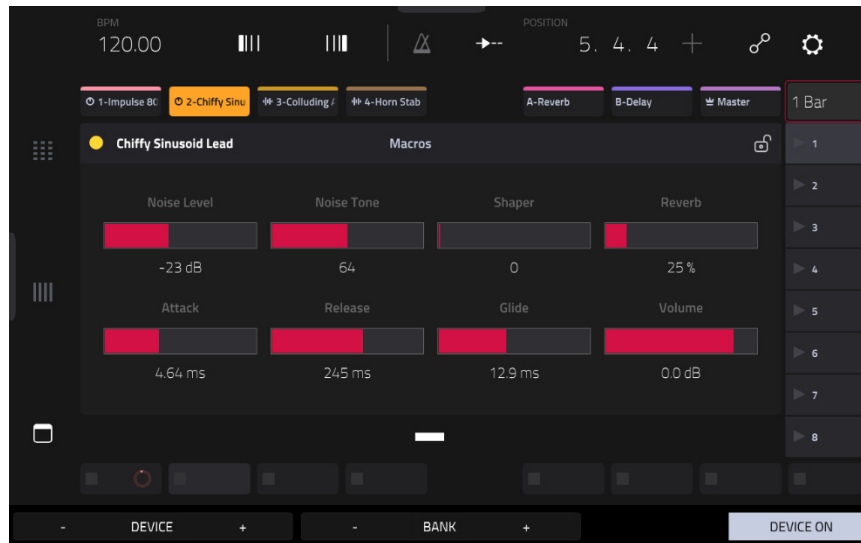 BPM
POSITION
120.00
5. 4. 4
1-Impulse 80
2-Chiffy Sinu
3-Colluding
4-Horn Stab
A-Reverb
B-Delay
Master
1 Bar
Chiffy Sinusoid Lead
Macros
1
2
3
4
5
6
7
8
Noise Level
Noise Tone
Shaper
Reverb
-23 dB
64
0
25 %
Attack
Release
Glide
Volume
4.64 ms
245 ms
12.9 ms
0.0 dB
- DEVICE +
- BANK +
DEVICE ON